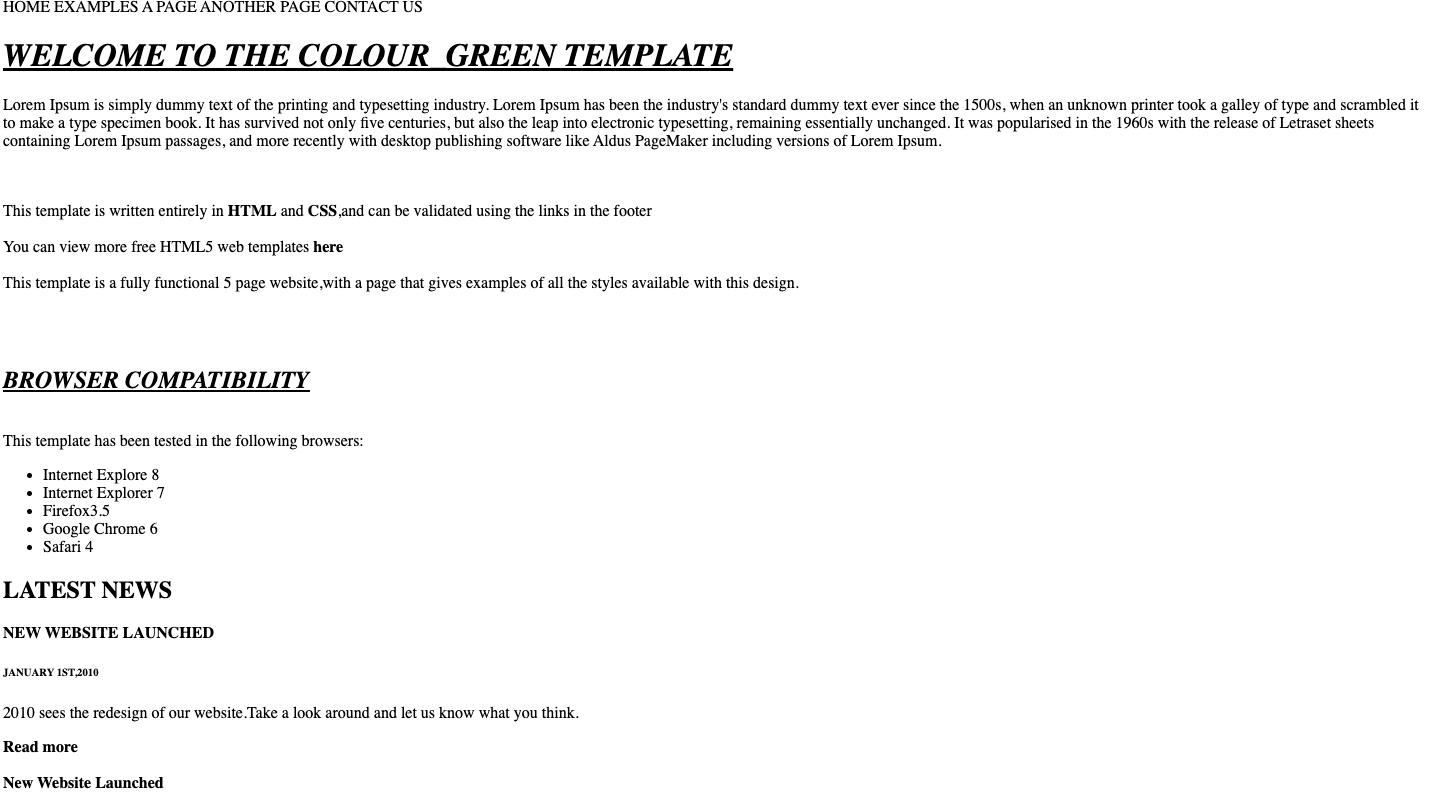 HOME EXAMPLES A PAGE ANOTHER PAGE CONTACT US
WELCOME TO THE COLOUR_GREEN TEMPLATE
Lorem Ipsum is simply dummy text of the printing and typesetting industry. Lorem Ipsum has been the industry's standard dummy text ever since the 1500s, when an unknown printer took a galley of type and scrambled it
to make a type specimen book. It has survived not only five centuries, but also the leap into electronic typesetting, remaining essentially unchanged. It was popularised in the 1960s with the release of Letraset sheets
containing Lorem Ipsum passages, and more recently with desktop publishing software like Aldus PageMaker including versions of Lorem Ipsum.
This template is written entirely in HTML and CSS,and can be validated using the links in the footer
You can view more free HTML5 web templates here
This template is a fully functional 5 page website,with a page that gives examples of all the styles available with this design.
BROWSER COMPATIBILITY
This template has been tested in the following browsers:
• Internet Explore 8
• Internet Explorer 7
• Firefox3.5
• Google Chrome 6
• Safari 4
LATEST NEWS
NEW WEBSITE LAUNCHED
JANUARY 1ST,2010
2010 sees the redesign of our website.Take a look around and let us know what you think.
Read more
New Website Launched